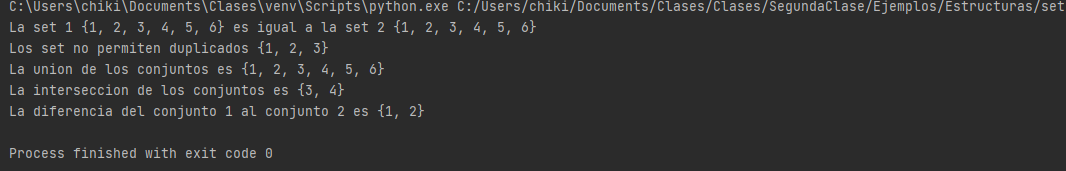 C:\Users\chiki\Documents\Clases\venv\Scripts\python.exe C:/Users/chiki/Documents/Clases/Clases/SegundaClase/Ejemplos/Estructuras/set
La set 1 {1, 2, 3, 4, 5, 6} es igual a la set 2 {1, 2, 3, 4, 5, 6}
Los set no permiten duplicados {1, 2, 3}
La union de los conjuntos es {1, 2, 3, 4, 5, 6}
La interseccion de los conjuntos es {3, 4}
La diferencia del conjunto 1 al conjunto 2 es {1, 2}
Process finished with exit code 0